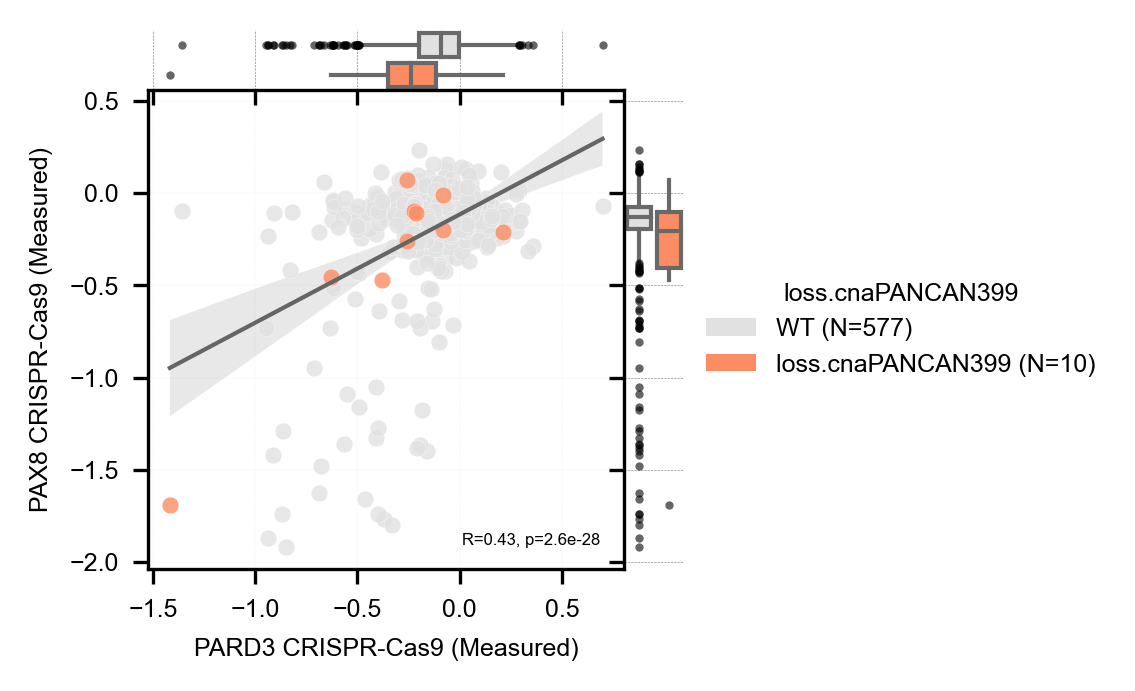 0.5
0.0
−0.5
−1.0
−1.5
−2.0
PAX8 CRISPR-Cas9 (Measured)
R=0.43, p=2.6e-28
−1.5 −1.0 −0.5 0.0 0.5
PARD3 CRISPR-Cas9 (Measured)
loss.cnaPANCAN399
WT (N=577)
loss.cnaPANCAN399 (N=10)